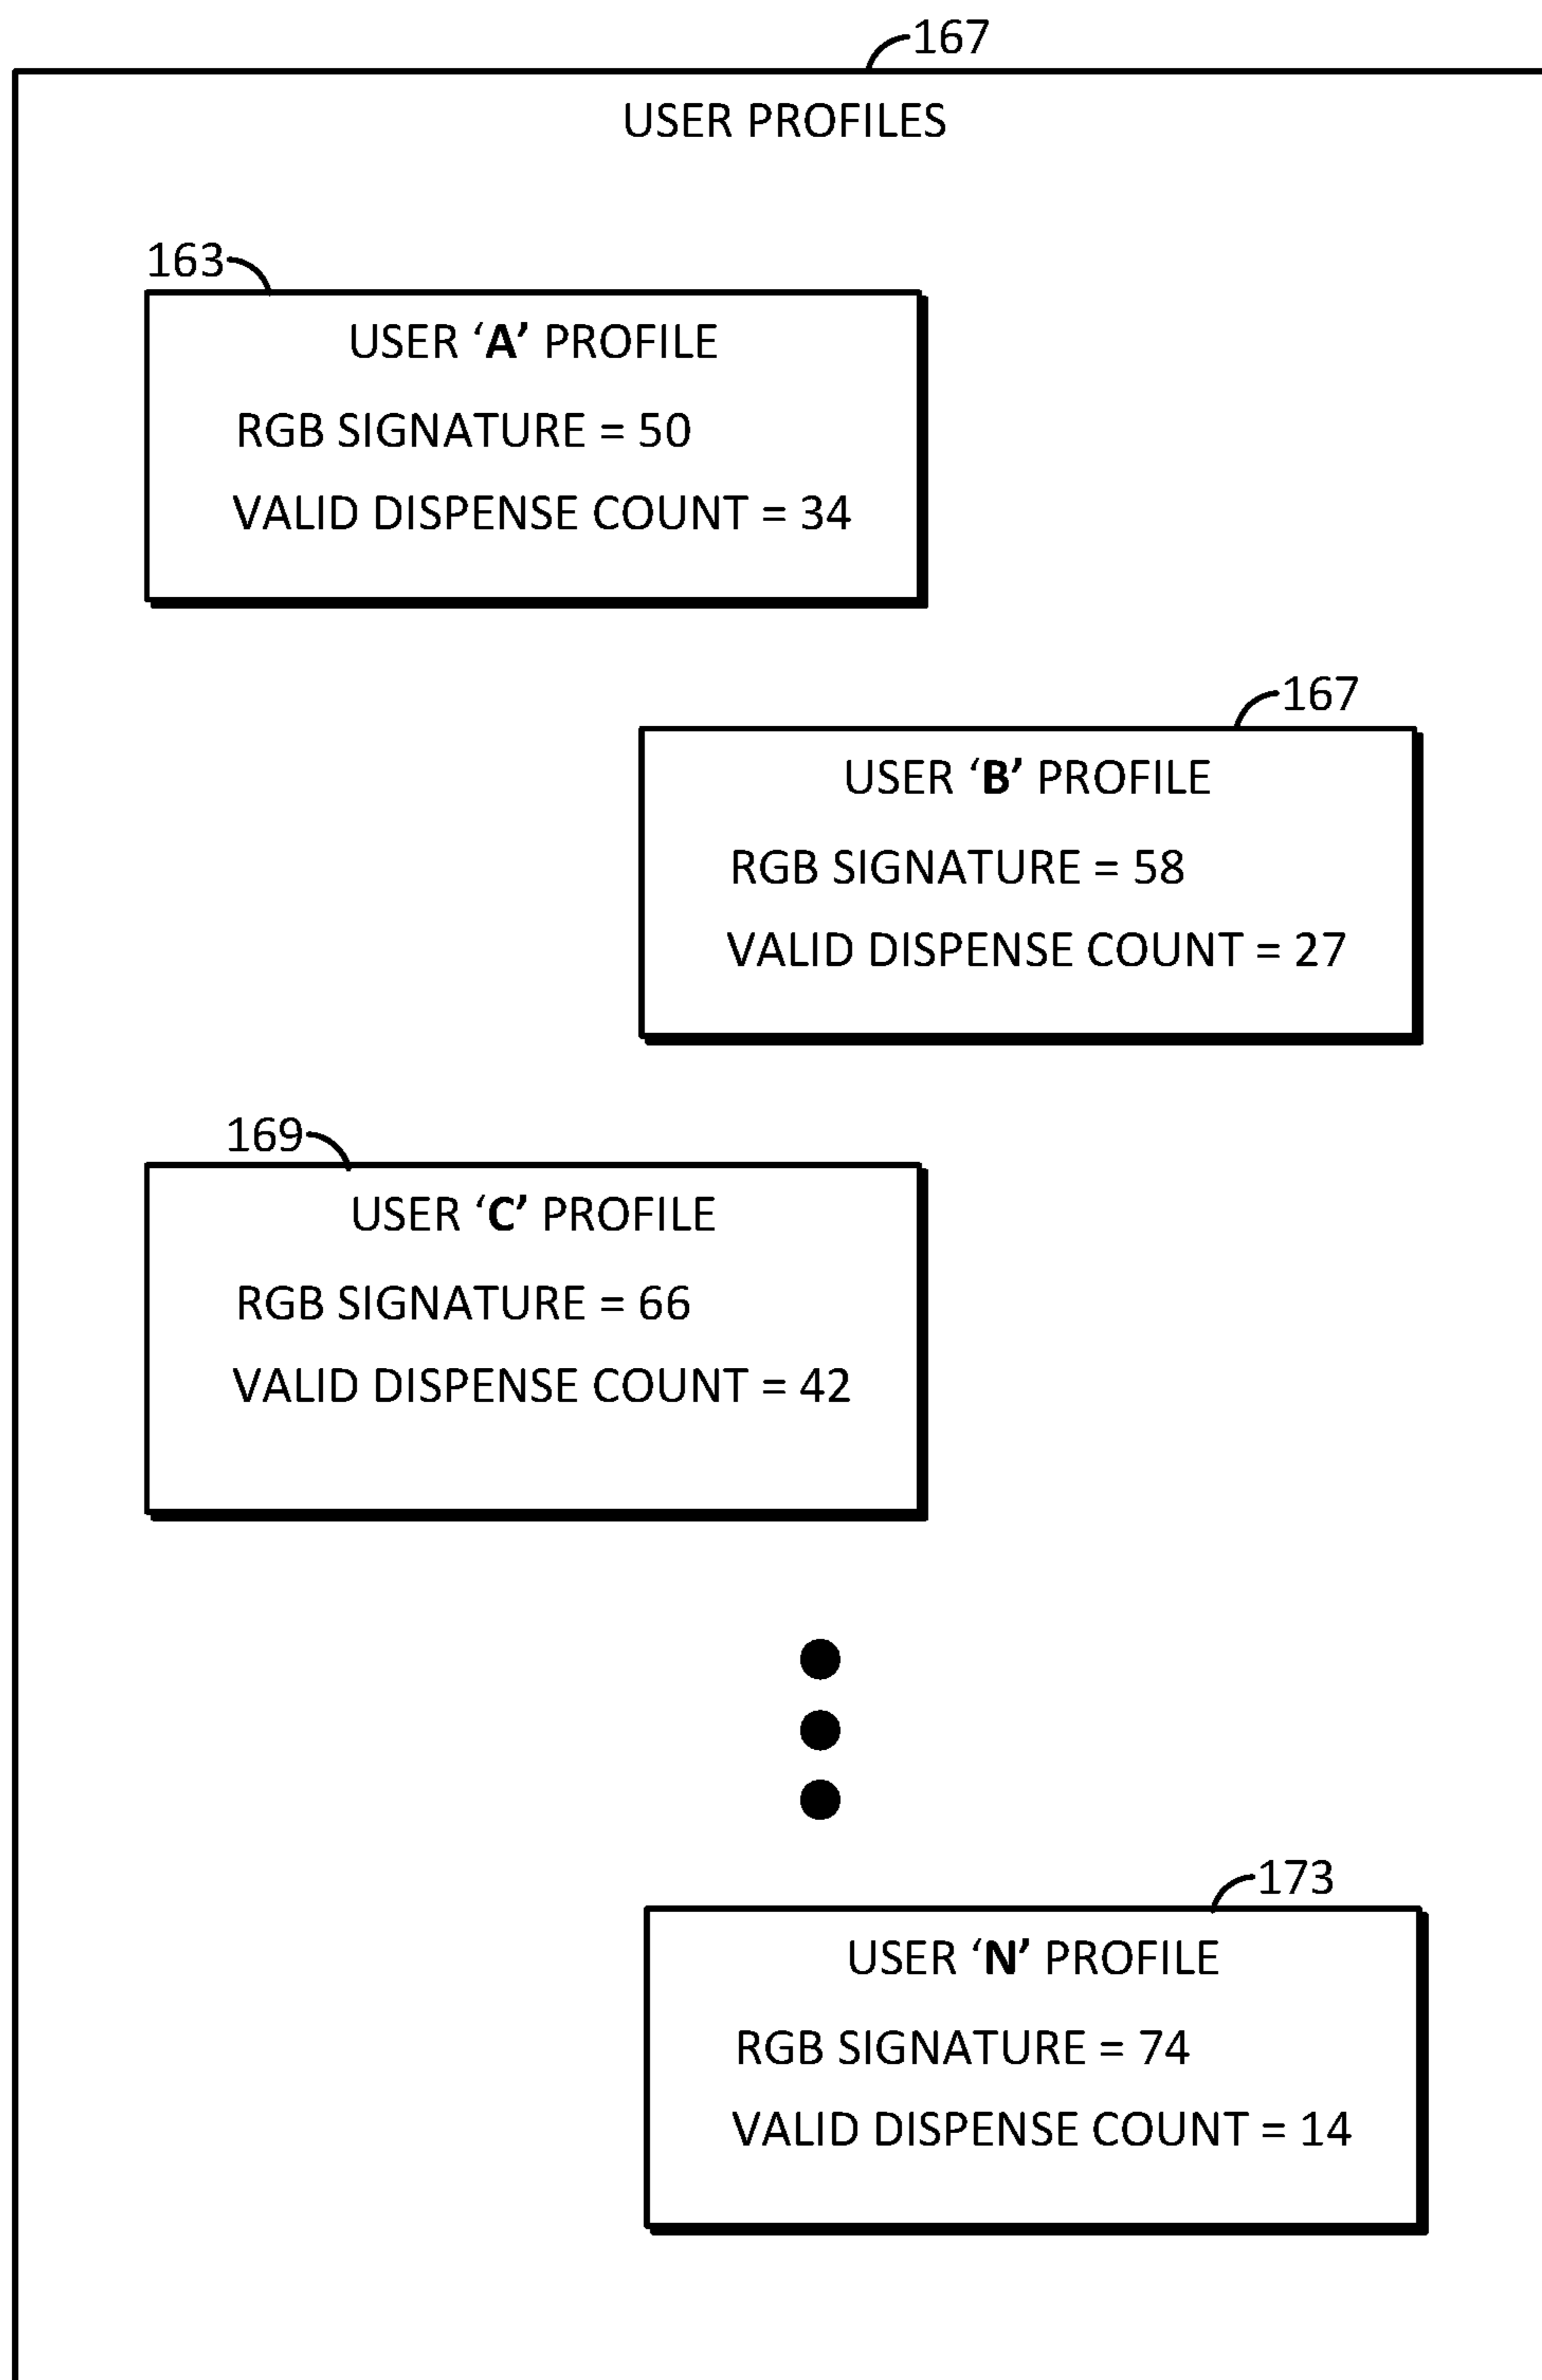 167
USER PROFILES
163
USER ‘A’ PROFILE
RGB SIGNATURE = 50
VALID DISPENSE COUNT = 34
167
USER ‘B’ PROFILE
RGB SIGNATURE = 58
VALID DISPENSE COUNT = 27
169
USER ‘C’ PROFILE
RGB SIGNATURE = 66
VALID DISPENSE COUNT = 42
173
USER ‘N’ PROFILE
RGB SIGNATURE = 74
VALID DISPENSE COUNT = 14